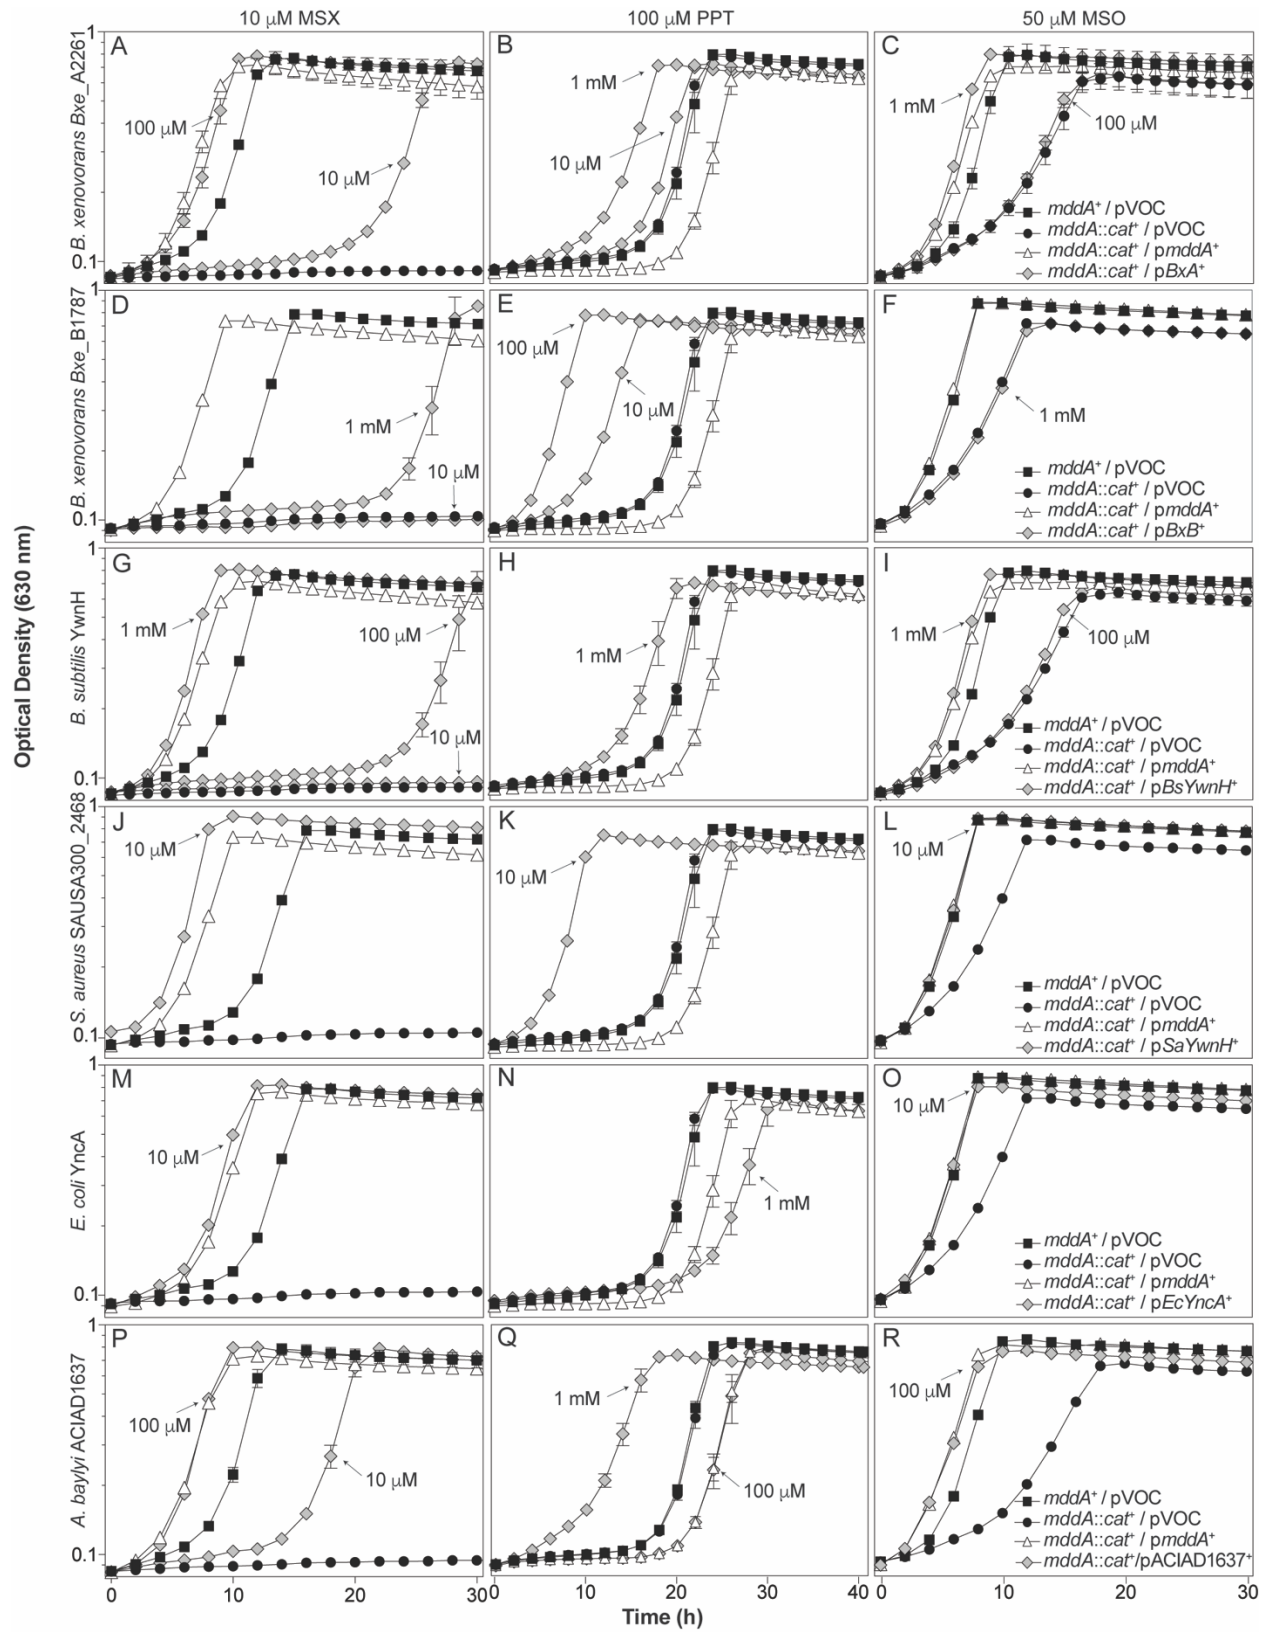 10 μM MSX 100 μM PPT 50 μM MSO
Optical Density (630 nm)
B. xenovorans Bxe_A2261
1
0.1
A
100 μM
10 μM
B
1 mM
10 μM
C
1 mM
100 μM
mddA⁺ / pVOC
mddA::cat⁺ / pVOC
mddA::cat⁺ / pmddA⁺
mddA::cat⁺ / pBxA⁺
B. xenovorans Bxe_B1787
1
0.1
D
1 mM
10 μM
E
100 μM
10 μM
F
1 mM
mddA⁺ / pVOC
mddA::cat⁺ / pVOC
mddA::cat⁺ / pmddA⁺
mddA::cat⁺ / pBxB⁺
B. subtilis YwnH
1
0.1
G
1 mM
100 μM
10 μM
H
1 mM
I
1 mM
100 μM
mddA⁺ / pVOC
mddA::cat⁺ / pVOC
mddA::cat⁺ / pmddA⁺
mddA::cat⁺ / pBsYwnH⁺
S. aureus SAUSA300_2468
1
0.1
J
10 μM
K
10 μM
L
10 μM
mddA⁺ / pVOC
mddA::cat⁺ / pVOC
mddA::cat⁺ / pmddA⁺
mddA::cat⁺ / pSaYwnH⁺
E. coli YncA
1
0.1
M
10 μM
N
1 mM
O
10 μM
mddA⁺ / pVOC
mddA::cat⁺ / pVOC
mddA::cat⁺ / pmddA⁺
mddA::cat⁺ / pEcYncA⁺
A. baylyi ACIAD1637
1
0.1
P
100 μM
10 μM
Q
1 mM
100 μM
R
100 μM
mddA⁺ / pVOC
mddA::cat⁺ / pVOC
mddA::cat⁺ / pmddA⁺
mddA::cat⁺/pACIAD1637⁺
0 10 20 30 0 10 20 30 40 0 10 20 30
Time (h)